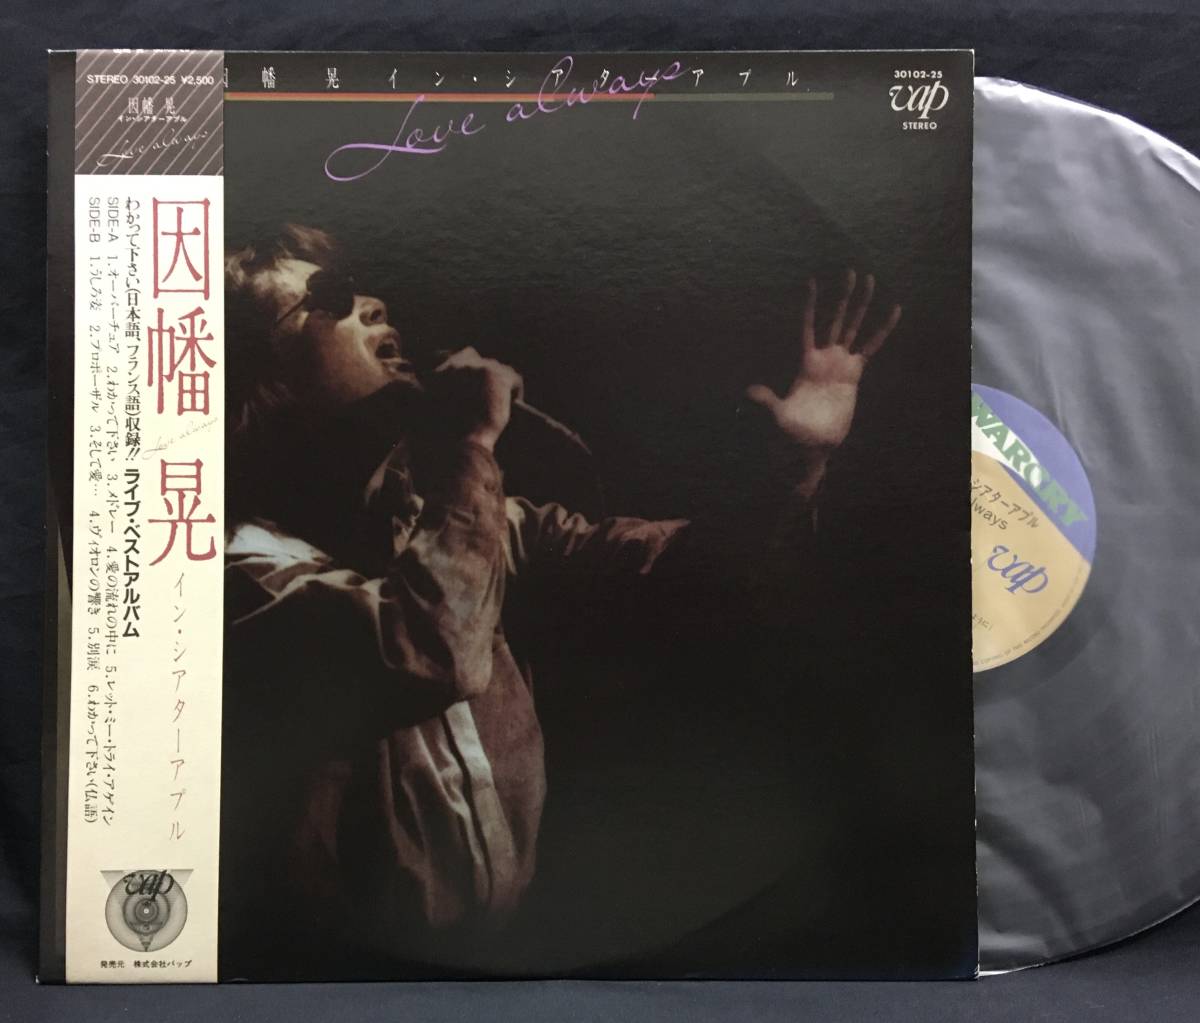 STEREO 30102-25 ¥2,500
因幡 晃
イン・シアターアプル
Love always
因幡 晃 イン・シアターアプル
Love always
わかって下さい(日本語、フランス語)収録!! ライブ・ベストアルバム
SIDE-A 1.オーバーチュア 2.わかって下さい 3.メドレー 4.愛の流れの中に 5.レット・ミー・トライ・アゲイン
SIDE-B 1.うしろ姿 2.プロポーザル 3.そして愛… 4.ヴィオロンの響き 5.別涙 6.わかって下さい(仏語)
vap
発売元 株式会社バップ
因幡 晃 イン・シアターアプル
Love always
30102-25
vap
STEREO
WARORY
シアターアプル
lways
vap